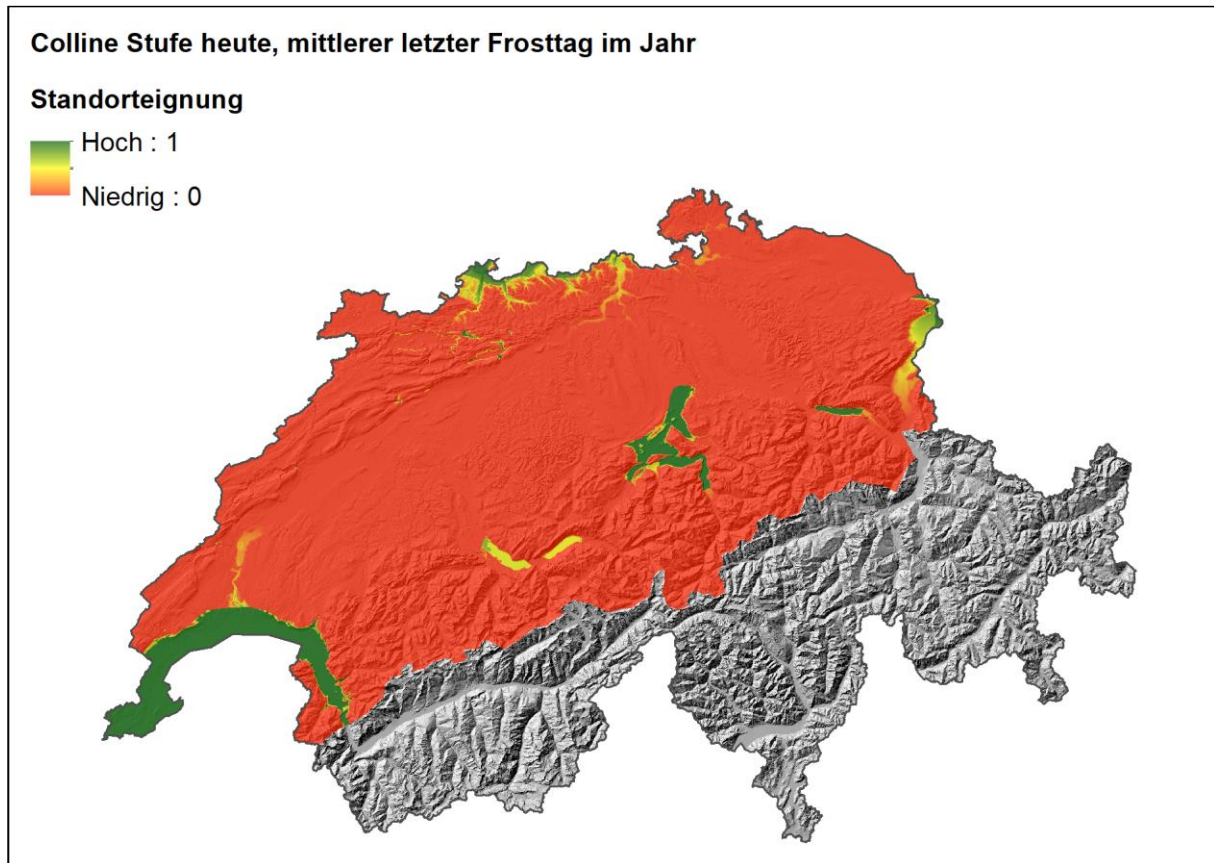 Colline Stufe heute, mittlerer letzter Frosttag im Jahr
Standorteignung
Hoch : 1
Niedrig : 0